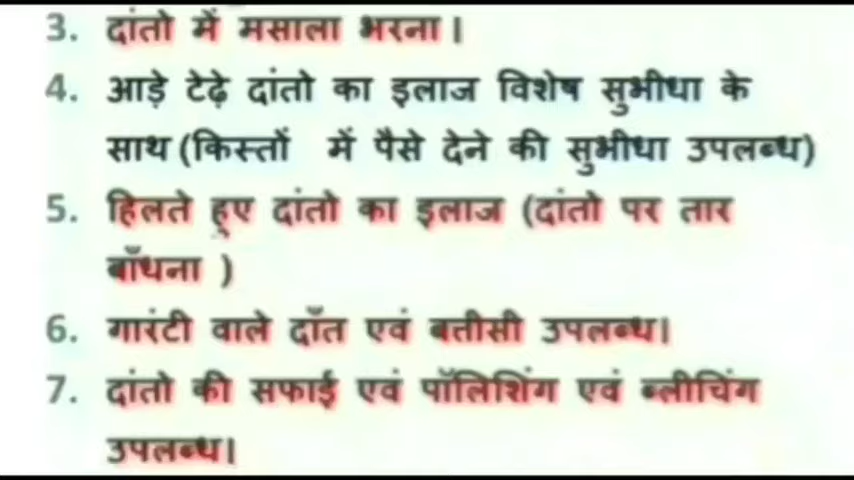 3. दांतो में मसाला भरना।
4. आड़े टेढ़े दांतो का इलाज विशेष सुभीधा के
साथ (किस्तों में पैसे देने की सुभीधा उपलब्ध)
5. हिलते हुए दांतो का इलाज (दांतो पर तार
बाँधना )
6. गारंटी वाले दाँत एवं बतीसी उपलब्ध।
7. दांतो की सफाई एवं पॉलिशिंग एवं ब्लीचिंग
उपलब्ध।